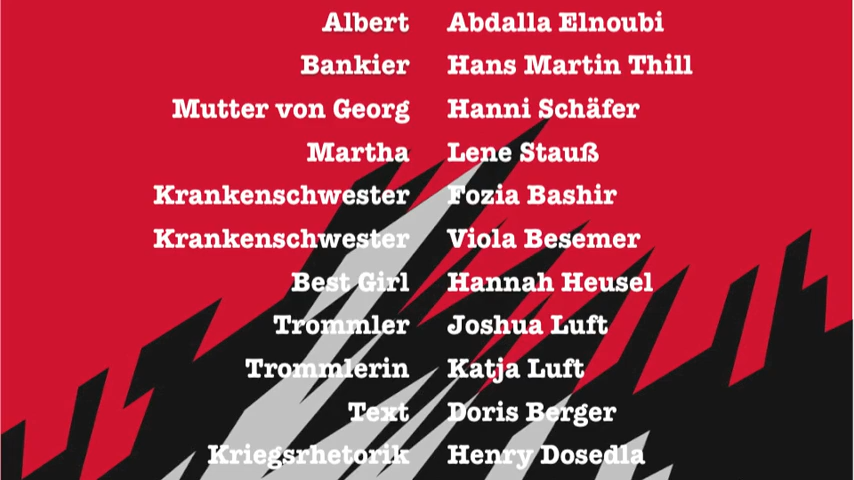 Albert Abdalla Elnoubi
Bankier Hans Martin Thill
Mutter von Georg Hanni Schäfer
Martha Lene Stauß
Krankenschwester Fozia Bashir
Krankenschwester Viola Besemer
Best Girl Hannah Heusel
Trommler Joshua Luft
Trommlerin Katja Luft
Text Doris Berger
Kriegsrhetorik Henry Dosedla